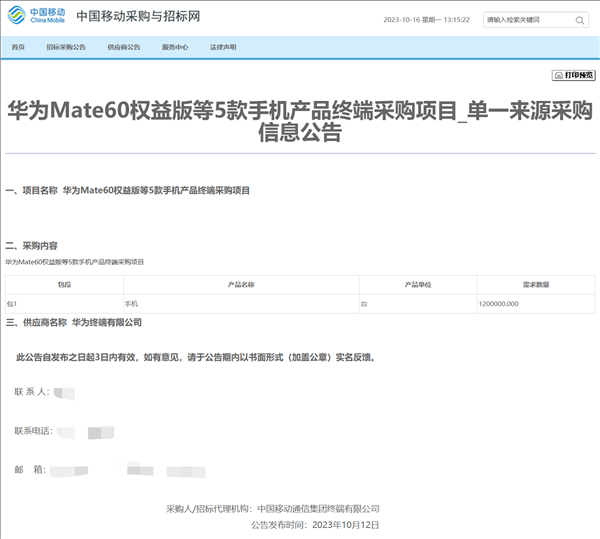 中国移动
China Mobile
中国移动采购与招标网
2023-10-16 星期一 13:15:22
请输入检索关键词
首页 招标采购公告 供应商公告 服务中心 法律声明
打印预览
华为Mate60权益版等5款手机产品终端采购项目_单一来源采购
信息公告
一、项目名称 华为Mate60权益版等5款手机产品终端采购项目
二、采购内容
华为Mate60权益版等5款手机产品终端采购项目
包段 产品名称 产品单位 需求数量
包1 手机 台 1200000.000
三、供应商名称 华为终端有限公司
此公告自发布之日起3日内有效，如有意见，请于公告期内以书面形式（加盖公章）实名反馈。
联 系 人：
联系电话：
邮 箱：
采购人/招标代理机构：中国移动通信集团终端有限公司
公告发布时间：2023年10月12日